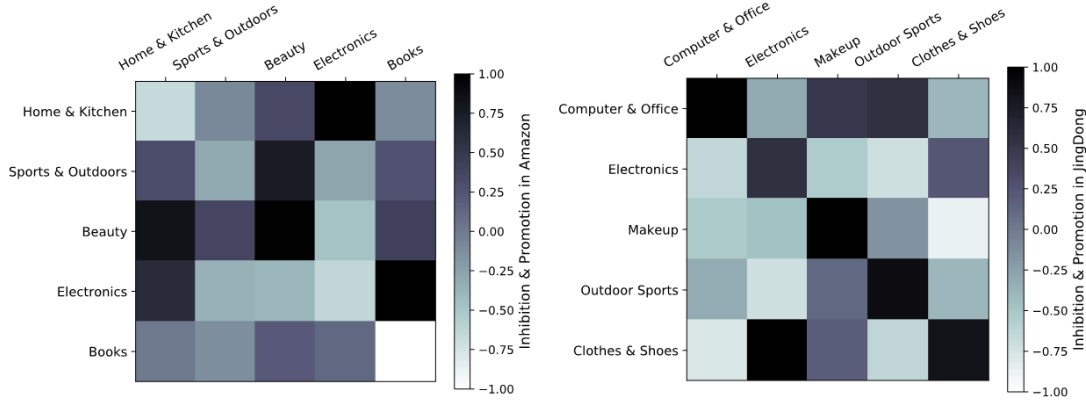 Home & Kitchen
Sports & Outdoors
Beauty
Electronics
Books
Home & Kitchen
Sports & Outdoors
Beauty
Electronics
Books
1.00
0.75
0.50
0.25
0.00
−0.25
−0.50
−0.75
−1.00
Inhibition & Promotion in Amazon
Computer & Office
Electronics
Makeup
Outdoor Sports
Clothes & Shoes
Computer & Office
Electronics
Makeup
Outdoor Sports
Clothes & Shoes
1.00
0.75
0.50
0.25
0.00
−0.25
−0.50
−0.75
−1.00
Inhibition & Promotion in JingDong